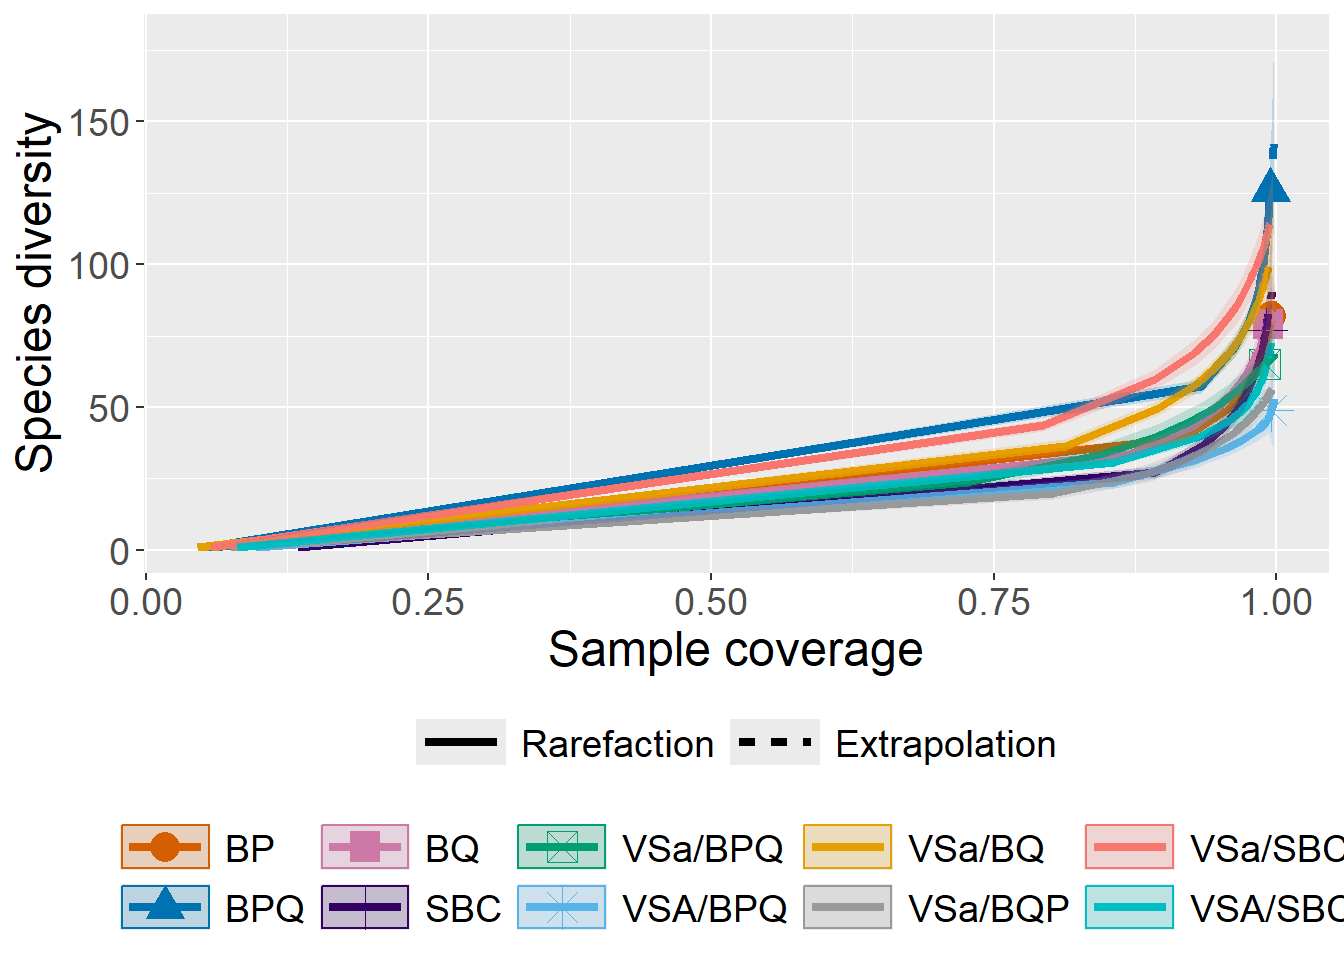 Species diversity
150
100
50
0
0.00 0.25 0.50 0.75 1.00
Sample coverage
Rarefaction Extrapolation
BP BQ VSa/BPQ VSa/BQ VSa/SBC
BPQ SBC VSA/BPQ VSa/BQP VSA/SBC